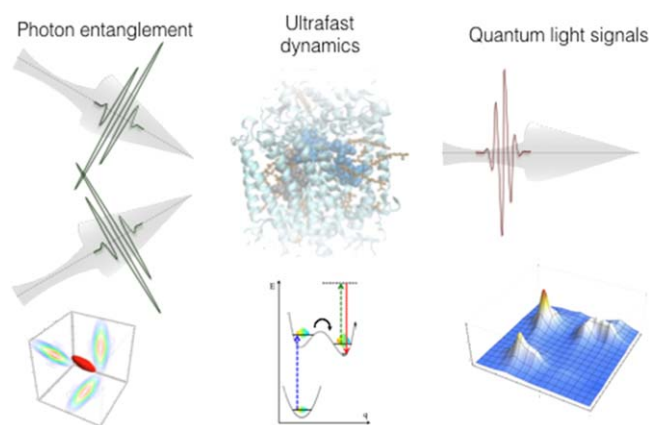 Photon entanglement
Ultrafast
dynamics
Quantum light signals
E
q